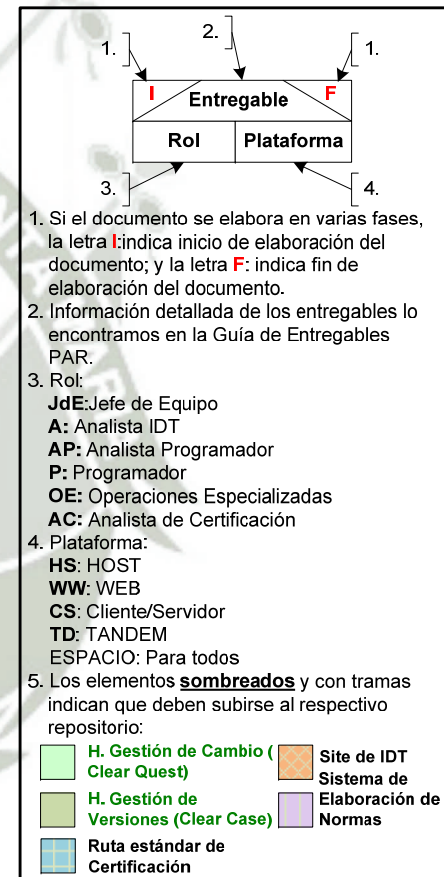 1.
2.
1.
I
Entregable
F
Rol
Plataforma
3.
4.
1. Si el documento se elabora en varias fases,
la letra I:indica inicio de elaboración del
documento; y la letra F: indica fin de
elaboración del documento.
2. Información detallada de los entregables lo
encontramos en la Guía de Entregables
PAR.
3. Rol:
JdE:Jefe de Equipo
A: Analista IDT
AP: Analista Programador
P: Programador
OE: Operaciones Especializadas
AC: Analista de Certificación
4. Plataforma:
HS: HOST
WW: WEB
CS: Cliente/Servidor
TD: TANDEM
ESPACIO: Para todos
5. Los elementos sombreados y con tramas
indican que deben subirse al respectivo
repositorio:
H. Gestión de Cambio (
Clear Quest)
Site de IDT
H. Gestión de
Versiones (Clear Case)
Sistema de
Elaboración de
Normas
Ruta estándar de
Certificación